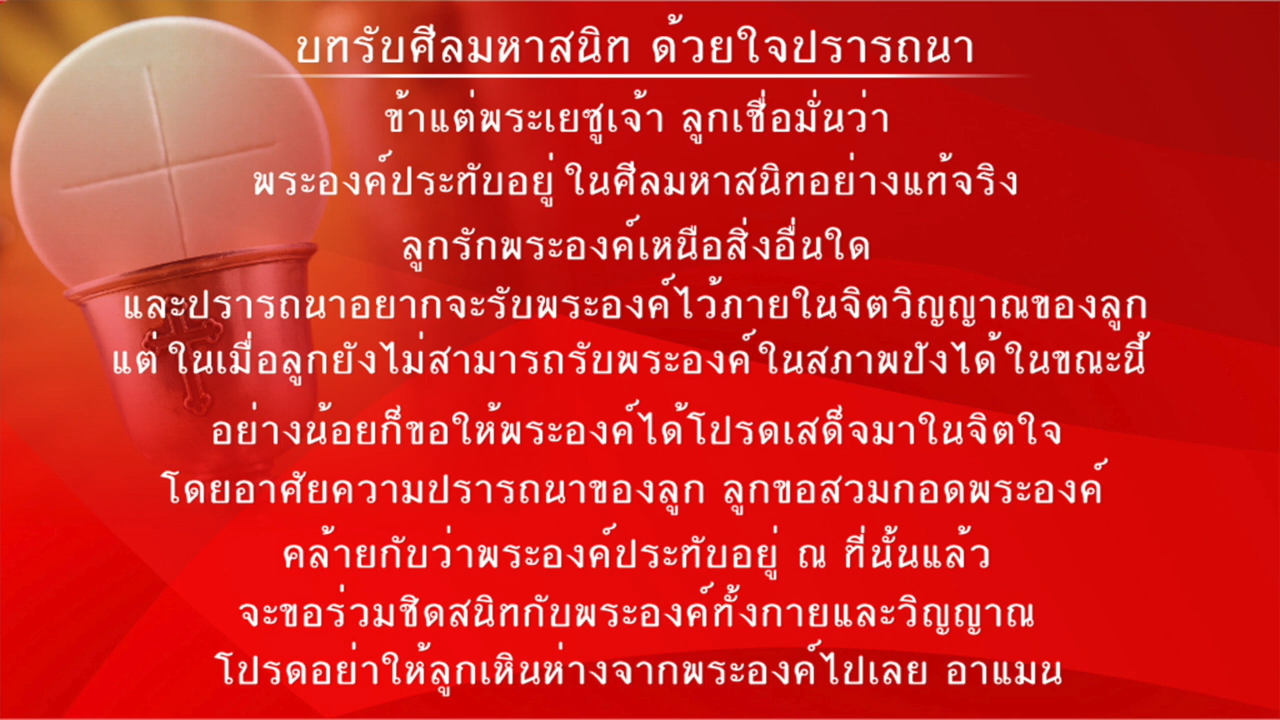 บทรับศีลมหาสนิท ด้วยใจปรารถนา
ข้าแต่พระเยซูเจ้า ลูกเชื่อมั่นว่า
พระองค์ประทับอยู่ ในศีลมหาสนิทอย่างแท้จริง
ลูกรักพระองค์เหนือสิ่งอื่นใด
และปรารถนาอยากจะรับพระองค์ไว้ภายในจิตวิญญาณของลูก
แต่ ในเมื่อลูกยังไม่สามารถรับพระองค์ ในสภาพปังได้ ในขณะนี้
อย่างน้อยก็ขอให้พระองค์ได้โปรดเสด็จมาในจิตใจ
โดยอาศัยความปรารถนาของลูก ลูกขอสวมกอดพระองค์
คล้ายกับว่าพระองค์ประทับอยู่ ณ ที่นั้นแล้ว
จะขอร่วมชิดสนิทกับพระองค์ทั้งกายและวิญญาณ
โปรดอย่าให้ลูกเหินห่างจากพระองค์ไปเลย อาแมน